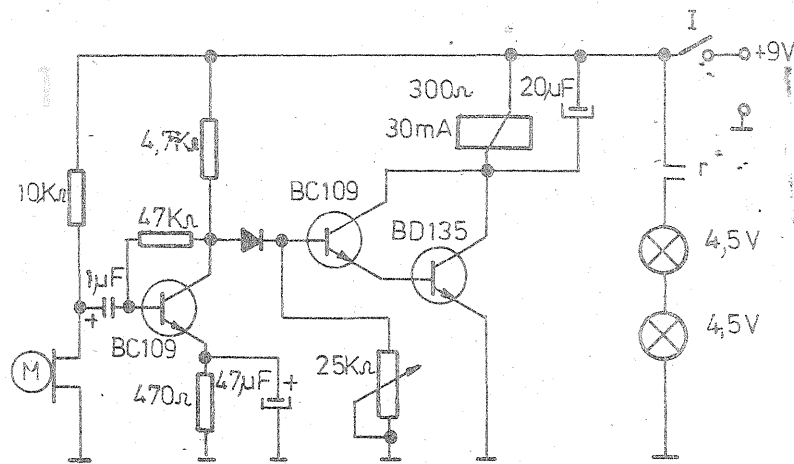 I
+9V
300Ω
20µF
30mA
4,7KΩ
10KΩ
BC109
47KΩ
BD135
r
4,5V
1µF
+
4,5V
BC109
M
25KΩ
470Ω
47µF
+